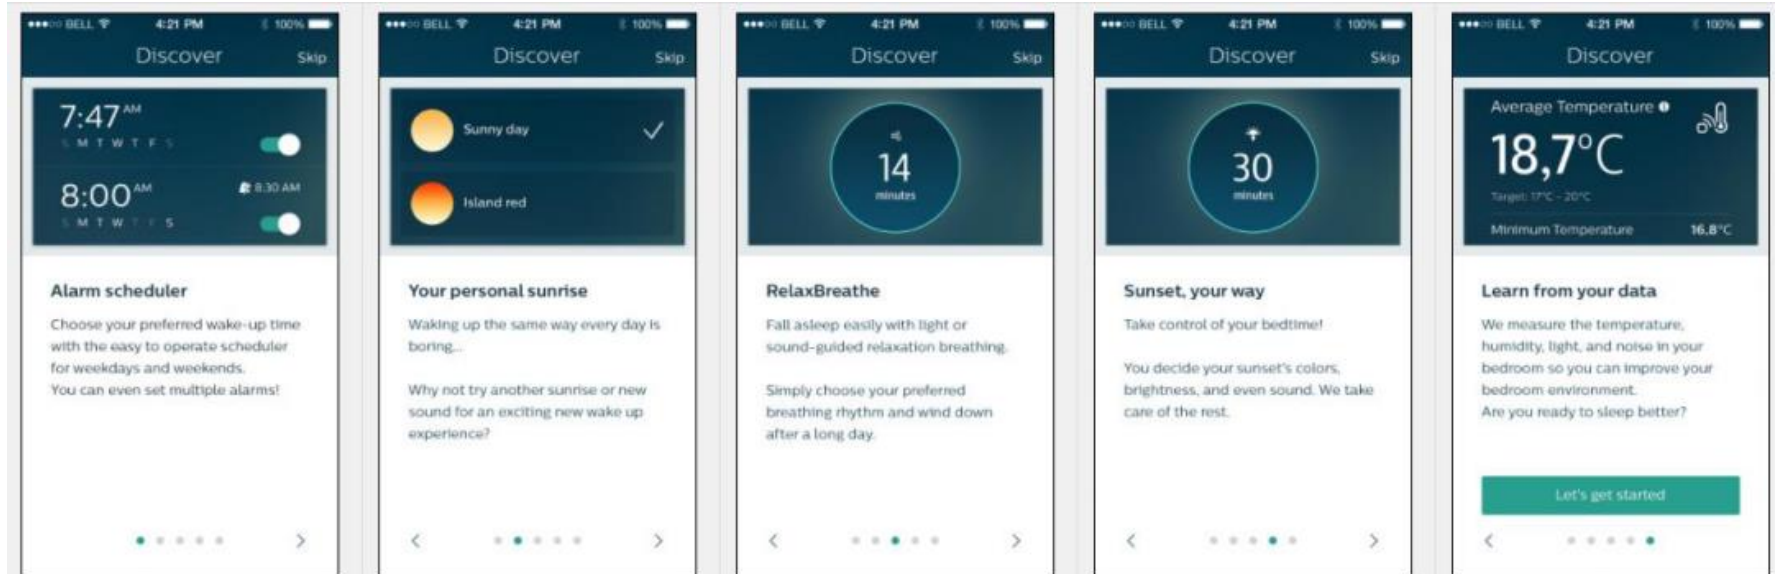 BELL 4:21 PM 100%
Discover Skip
7:47 AM
S M T W T F S
8:00 AM 8.30 AM
S M T W T F S
Alarm scheduler
Choose your preferred wake-up time
with the easy to operate scheduler
for weekdays and weekends.
You can even set multiple alarms!
BELL 4:21 PM 100%
Discover Skip
Sunny day
Island red
Your personal sunrise
Waking up the same way every day is
boring...
Why not try another sunrise or new
sound for an exciting new wake up
experience?
BELL 4:21 PM 100%
Discover Skip
14
minutes
RelaxBreathe
Fall asleep easily with light or
sound-guided relaxation breathing.
Simply choose your preferred
breathing rhythm and wind down
after a long day.
BELL 4:21 PM 100%
Discover Skip
30
minutes
Sunset, your way
Take control of your bedtime!
You decide your sunset's colors,
brightness, and even sound. We take
care of the rest.
BELL 4:21 PM 100%
Discover
Average Temperature
18,7°C
Target: 17°C - 20°C
Minimum Temperature 16.8°C
Learn from your data
We measure the temperature,
humidity, light, and noise in your
bedroom so you can improve your
bedroom environment.
Are you ready to sleep better?
Let's get started